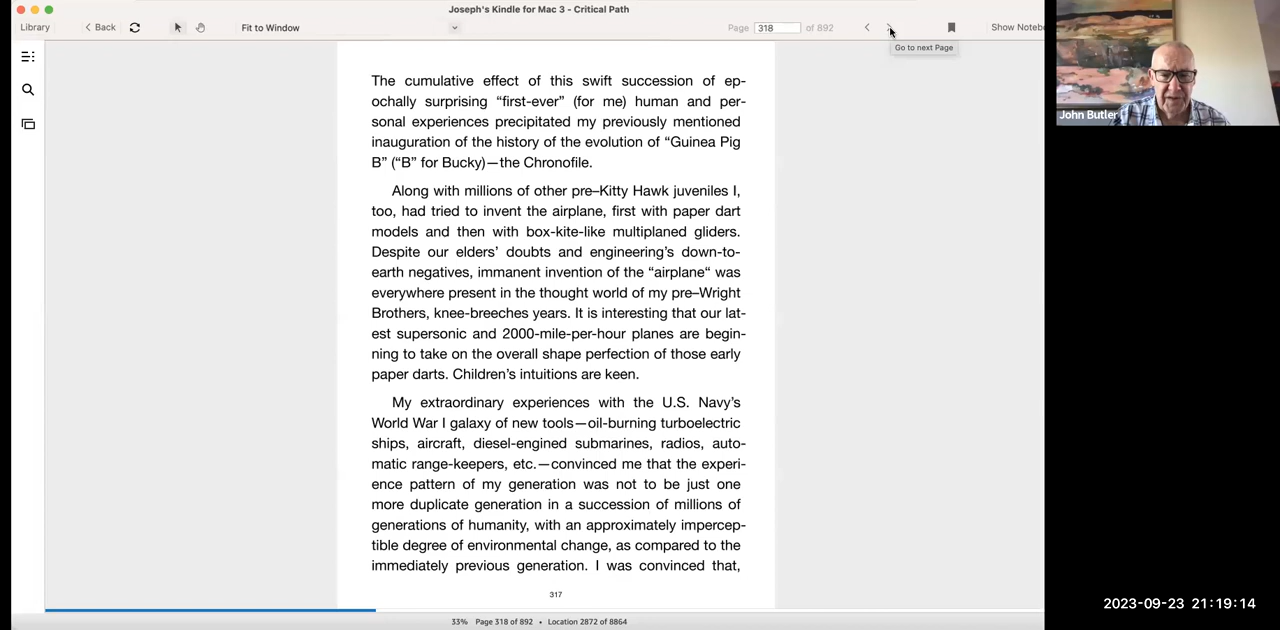 Joseph's Kindle for Mac 3 - Critical Path
Library
Back
Fit to Window
Page 318 of 892
Show Notebo
Go to next Page
The cumulative effect of this swift succession of ep-
ochally surprising “first-ever” (for me) human and per-
sonal experiences precipitated my previously mentioned
inauguration of the history of the evolution of “Guinea Pig
B” (“B” for Bucky)—the Chronofile.
Along with millions of other pre–Kitty Hawk juveniles I,
too, had tried to invent the airplane, first with paper dart
models and then with box-kite-like multiplaned gliders.
Despite our elders’ doubts and engineering’s down-to-
earth negatives, immanent invention of the “airplane“ was
everywhere present in the thought world of my pre–Wright
Brothers, knee-breeches years. It is interesting that our lat-
est supersonic and 2000-mile-per-hour planes are begin-
ning to take on the overall shape perfection of those early
paper darts. Children’s intuitions are keen.
My extraordinary experiences with the U.S. Navy’s
World War I galaxy of new tools—oil-burning turboelectric
ships, aircraft, diesel-engined submarines, radios, auto-
matic range-keepers, etc.—convinced me that the experi-
ence pattern of my generation was not to be just one
more duplicate generation in a succession of millions of
generations of humanity, with an approximately impercep-
tible degree of environmental change, as compared to the
immediately previous generation. I was convinced that,
317
33% Page 318 of 892 • Location 2872 of 8864
John Butler
2023-09-23 21:19:14